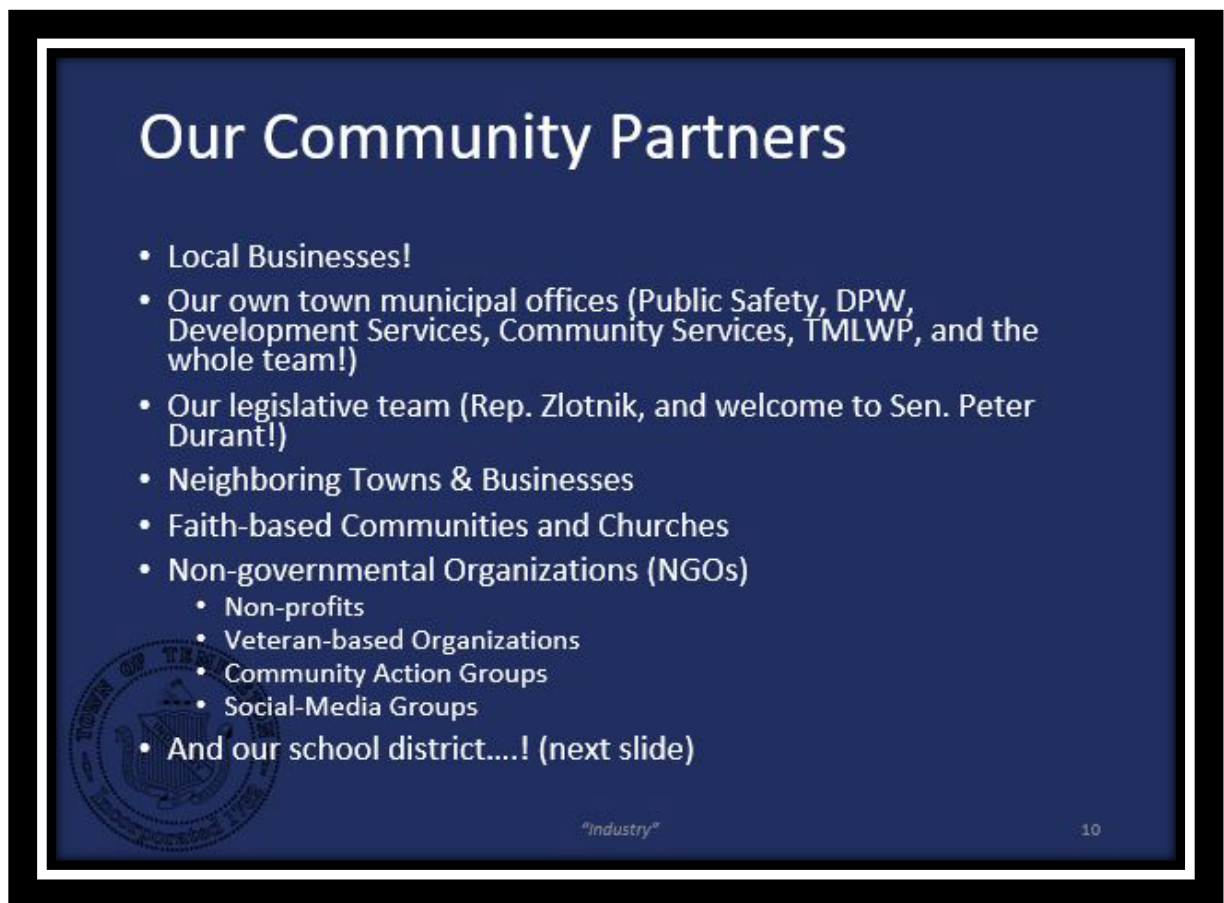 Our Community Partners
• Local Businesses!
• Our own town municipal offices (Public Safety, DPW,
Development Services, Community Services, TMLWP, and the
whole team!)
• Our legislative team (Rep. Zlotnik, and welcome to Sen. Peter
Durant!)
• Neighboring Towns & Businesses
• Faith-based Communities and Churches
• Non-governmental Organizations (NGOs)
• Non-profits
• Veteran-based Organizations
• Community Action Groups
• Social-Media Groups
• And our school district....! (next slide)
TOWN OF
Incorporated
"Industry"
10